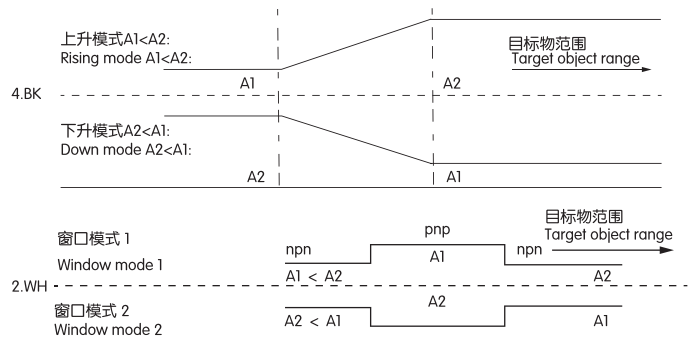 上升模式A1<A2:
Rising mode A1<A2:
目标物范围
Target object range
A1
A2
4.BK
下升模式A2<A1:
Down mode A2<A1:
A2
A1
目标物范围
Target object range
窗口模式 1
Window mode 1
npn
pnp
npn
A1
A1 < A2
A2
2.WH
窗口模式 2
Window mode 2
A2
A2 < A1
A1